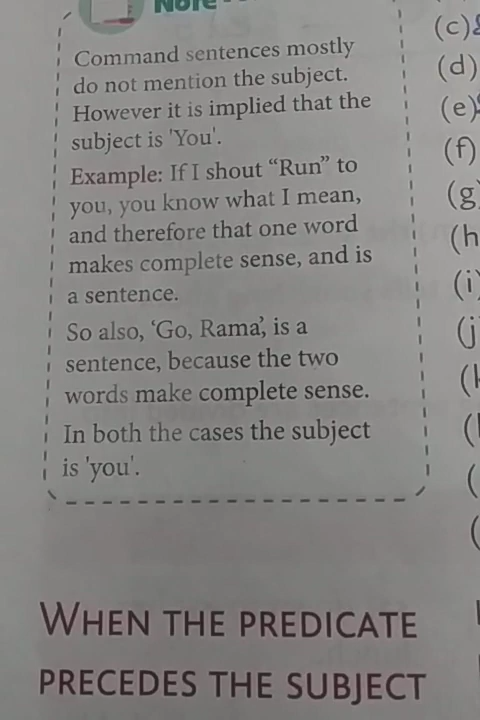 Note
Command sentences mostly
do not mention the subject.
However it is implied that the
subject is 'You'.
Example: If I shout “Run” to
you, you know what I mean,
and therefore that one word
makes complete sense, and is
a sentence.
So also, ‘Go, Rama’, is a
sentence, because the two
words make complete sense.
In both the cases the subject
is 'you'.
WHEN THE PREDICATE
PRECEDES THE SUBJECT
(c)
(d)
(e)
(f)
(g)
(h
(i)
(j